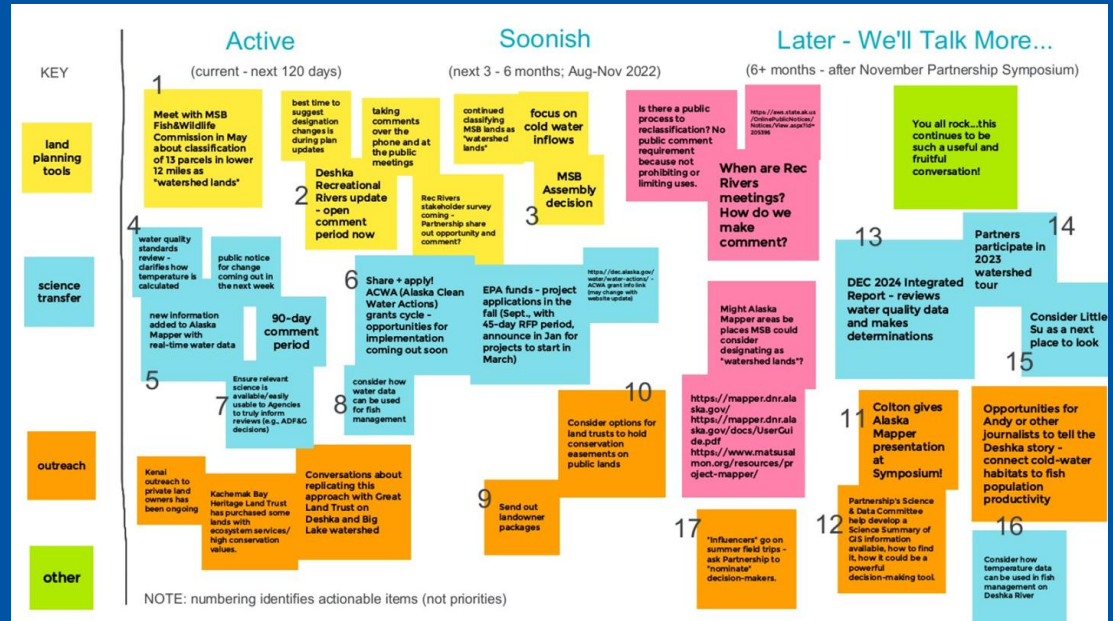 KEY
land
planning
tools
science
transfer
outreach
other
Active
(current - next 120 days)
1
Meet with MSB
Fish&Wildlife
Commission in May
about classification
of 13 parcels in lower
12 miles as
"watershed lands"
best time to
suggest
designation
changes is
during plan
updates
taking
comments
over the
phone and at
the public
meetings
2
Deshka
Recreational
Rivers update
- open
comment
period now
Rec Rivers
stakeholder survey
coming -
Partnership share
out opportunity and
comment?
4
water quality
standards
review -
clarifies how
temperature is
calculated
public notice
for change
coming out in
the next week
new information
added to Alaska
Mapper with
real-time water data
5
90-day
comment
period
6
Share + apply!
ACWA (Alaska Clean
Water Actions)
grants cycle -
opportunities for
implementation
coming out soon
7
Ensure relevant
science is
available/easily
usable to Agencies
to truly inform
reviews (e.g., ADF&G
decisions)
8
consider how
water data
can be used
for fish
management
Kenai
outreach to
private land
owners has
been ongoing
Kachemak Bay
Heritage Land Trust
has purchased some
lands with
ecosystem services/
high conservation
values.
Conversations about
replicating this
approach with Great
Land Trust on
Deshka and Big
Lake watershed
NOTE: numbering identifies actionable items (not priorities)
Soonish
(next 3 - 6 months; Aug-Nov 2022)
continued
classifying
MSB lands as
"watershed
lands"
focus on
cold water
inflows
3
MSB
Assembly
decision
EPA funds - project
applications in the
fall (Sept., with
45-day RFP period,
announce in Jan for
projects to start in
March)
https://dec.alaska.gov/
water/water-actions/ -
ACWA grant info link
(may change with
website update)
10
Consider options for
land trusts to hold
conservation
easements on
public lands
9
Send out
landowner
packages
Later - We'll Talk More...
(6+ months - after November Partnership Symposium)
Is there a public
process to
reclassification? No
public comment
requirement
because not
prohibiting or
limiting uses.
When are Rec
Rivers
meetings?
How do we
make
comment?
Might Alaska
Mapper areas be
places MSB could
consider
designating as
"watershed lands"?
https://mapper.dnr.ala
ska.gov/
https://mapper.dnr.ala
ska.gov/docs/UserGui
de.pdf
https://www.matsusal
mon.org/resources/pr
oject-mapper/
17
"Influencers" go on
summer field trips -
ask Partnership to
"nominate"
decision-makers.
You all rock...this
continues to be
such a useful and
fruitful
conversation!
13
DEC 2024 Integrated
Report - reviews
water quality data
and makes
determinations
14
Partners
participate in
2023
watershed
tour
Consider Little
Su as a next
place to look
15
11
Colton gives
Alaska
Mapper
presentation
at
Symposium!
12
Partnership's Science
& Data Committee
help develop a
Science Summary of
GIS information
available, how to find
it, how it could be a
powerful
decision-making tool.
Opportunities for
Andy or other
journalists to tell the
Deshka story -
connect cold-water
habitats to fish
population
productivity
16
Consider how
temperature data
can be used in fish
management on
Deshka River